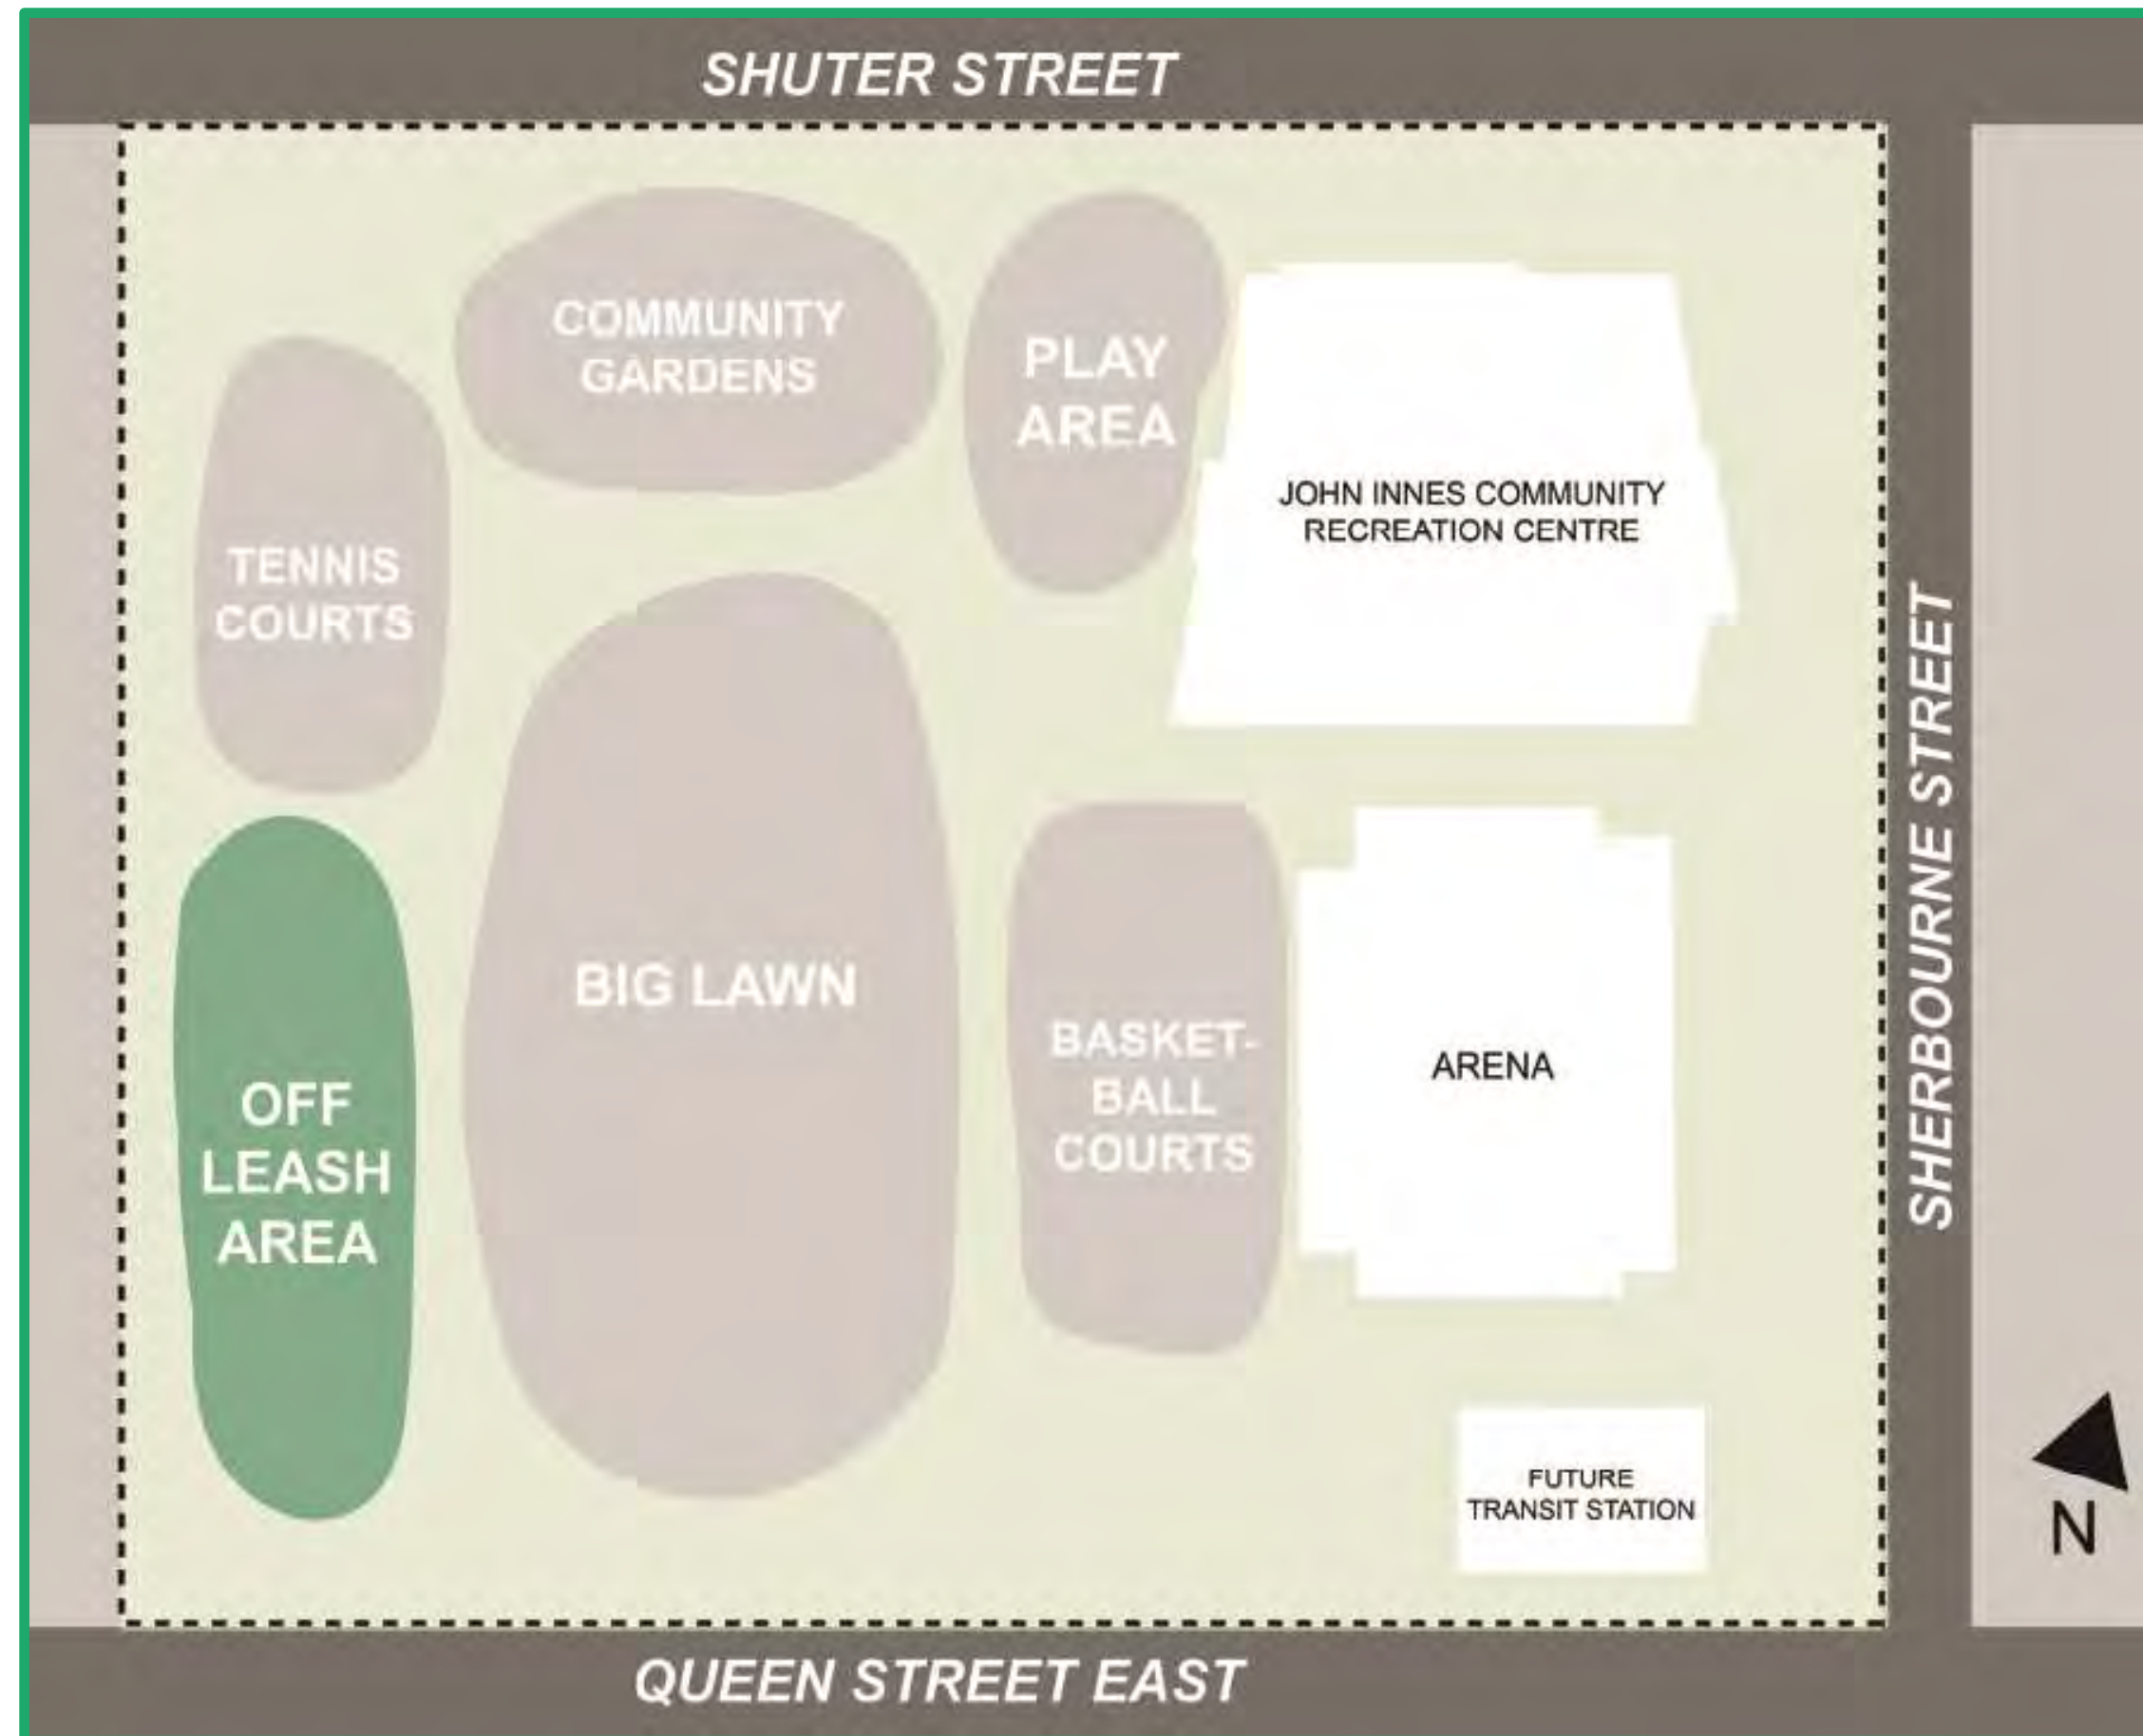 SHUTER STREET
COMMUNITY
GARDENS
PLAY
AREA
JOHN INNES COMMUNITY
RECREATION CENTRE
TENNIS
COURTS
SHERBOURNE STREET
BIG LAWN
BASKET-
BALL
COURTS
ARENA
OFF
LEASH
AREA
FUTURE
TRANSIT STATION
N
QUEEN STREET EAST